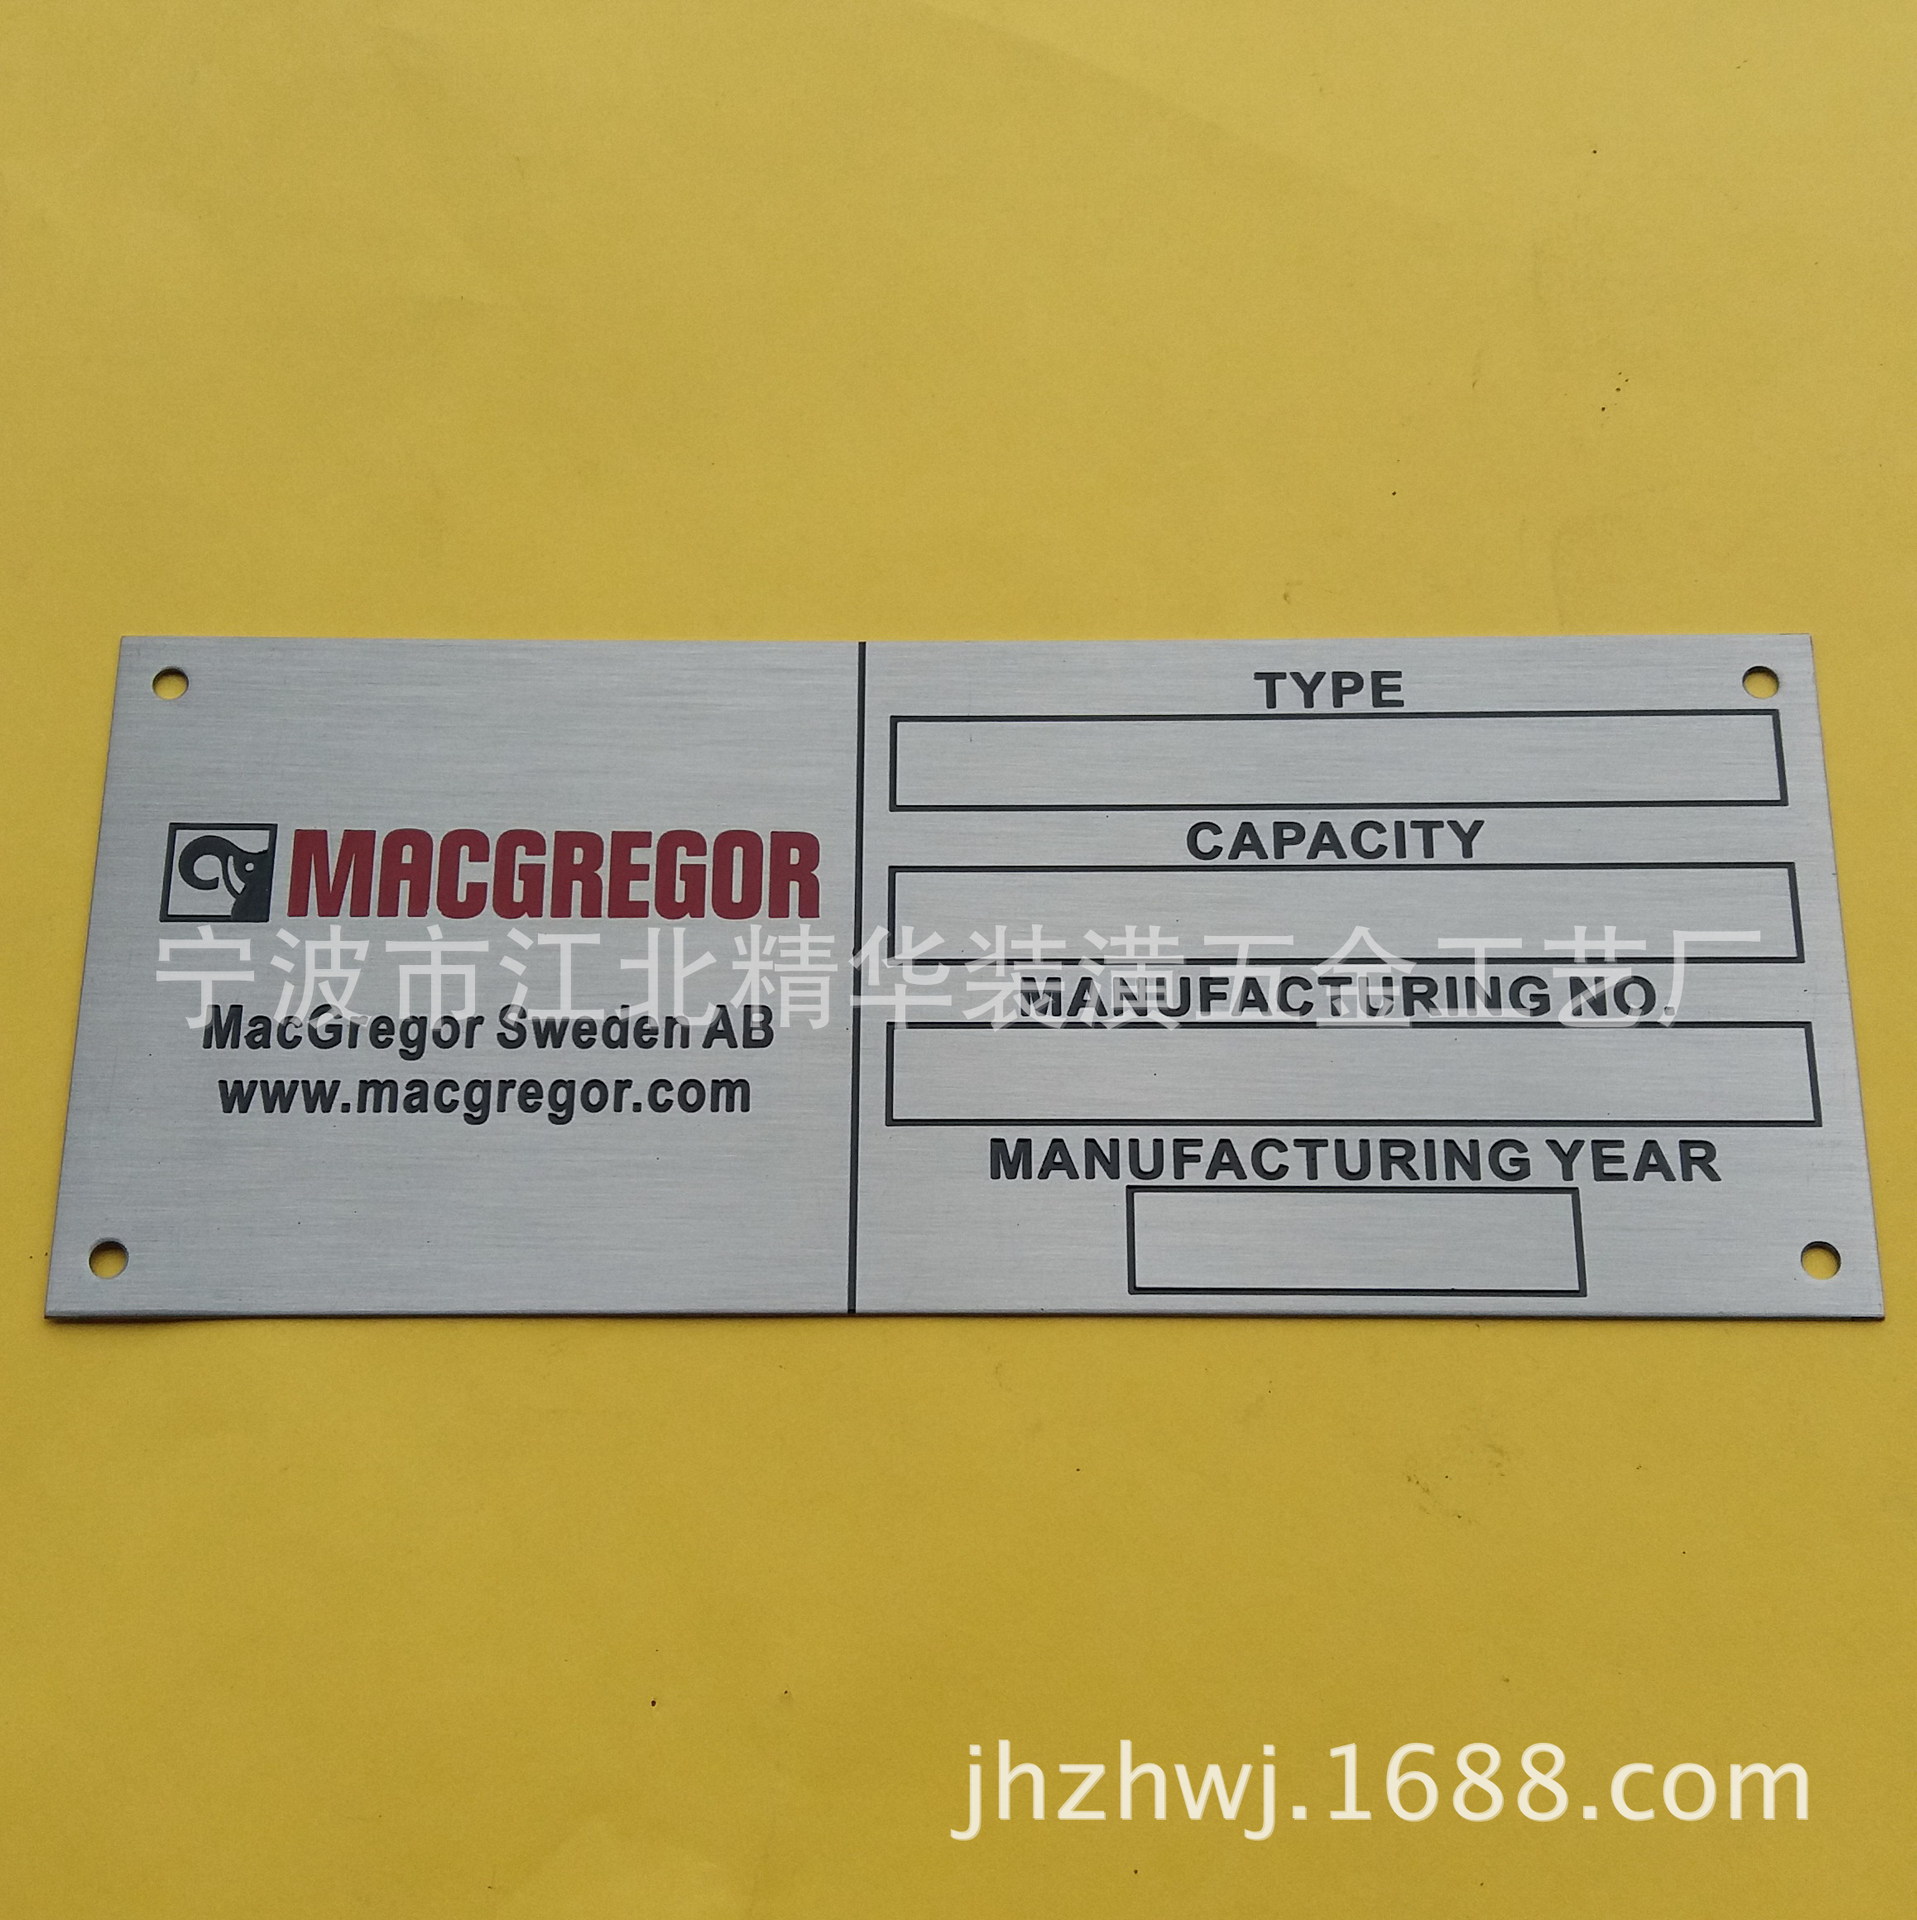 MACGREGOR
MacGregor Sweden AB
www.macgregor.com
TYPE
CAPACITY
MANUFACTURING NO.
MANUFACTURING YEAR
宁波市江北精华装潢五金工艺厂
jhzhwj.1688.com